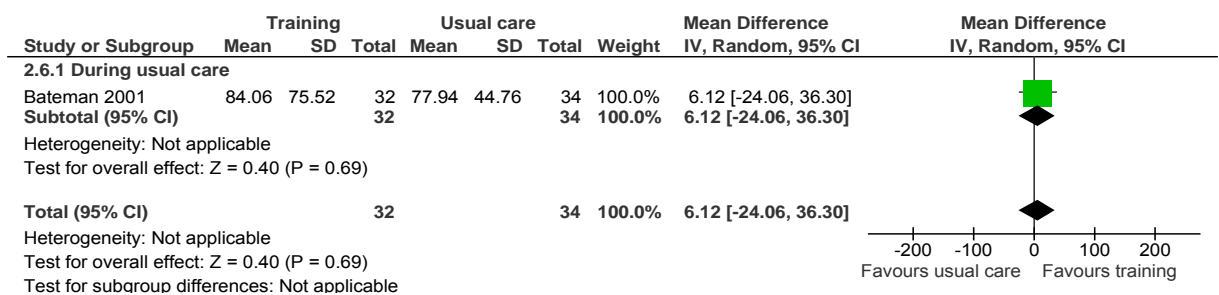 Training Usual care Mean Difference Mean Difference
Study or Subgroup Mean SD Total Mean SD Total Weight IV, Random, 95% CI IV, Random, 95% CI
2.6.1 During usual care
Bateman 2001 84.06 75.52 32 77.94 44.76 34 100.0% 6.12 [-24.06, 36.30]
Subtotal (95% CI) 32 34 100.0% 6.12 [-24.06, 36.30]
Heterogeneity: Not applicable
Test for overall effect: Z = 0.40 (P = 0.69)
Total (95% CI) 32 34 100.0% 6.12 [-24.06, 36.30]
Heterogeneity: Not applicable
Test for overall effect: Z = 0.40 (P = 0.69)
Test for subgroup differences: Not applicable
-200 -100 0 100 200
Favours usual care Favours training